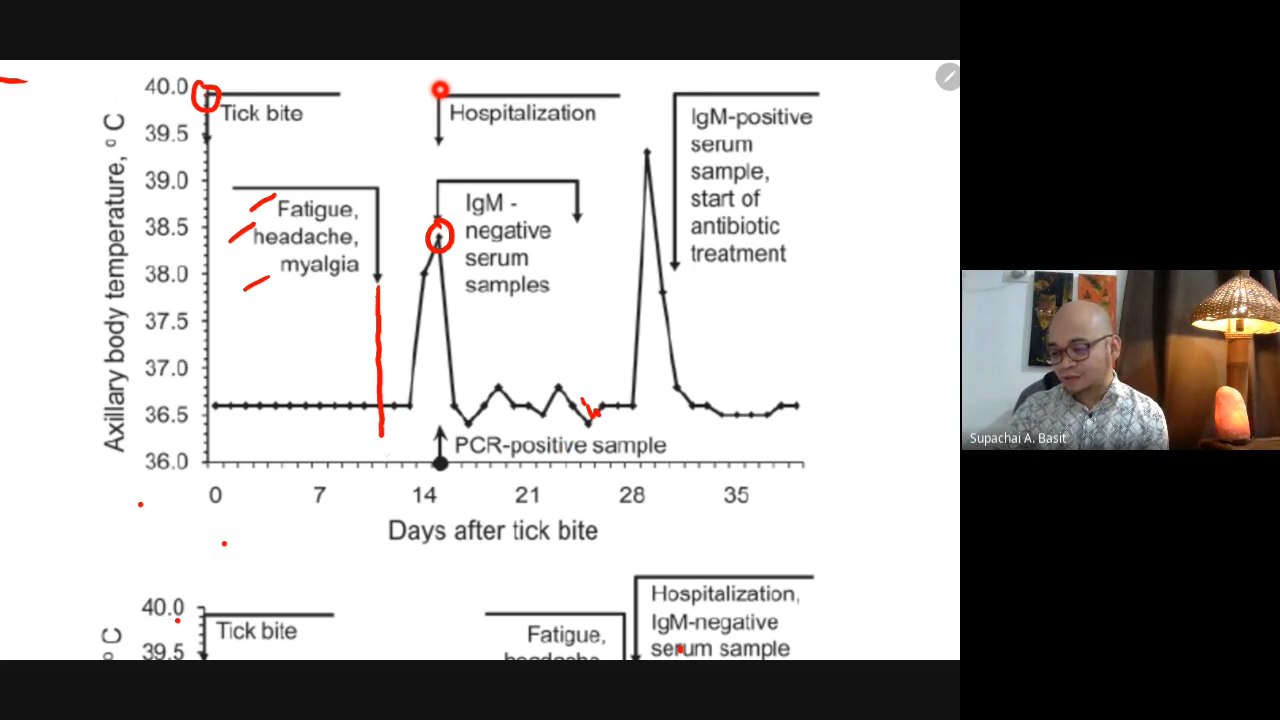 40.0
Tick bite
Hospitalization
IgM-positive
serum
sample,
start of
antibiotic
treatment
39.5
39.0
Fatigue,
headache,
myalgia
IgM -
negative
serum
samples
38.5
38.0
37.5
37.0
36.5
36.0
Axillary body temperature, º C
PCR-positive sample
0 7 14 21 28 35
Days after tick bite
Supachai A. Basit
40.0
Tick bite
39.5
º C
Fatigue,
headache,
Hospitalization,
IgM-negative
serum sample